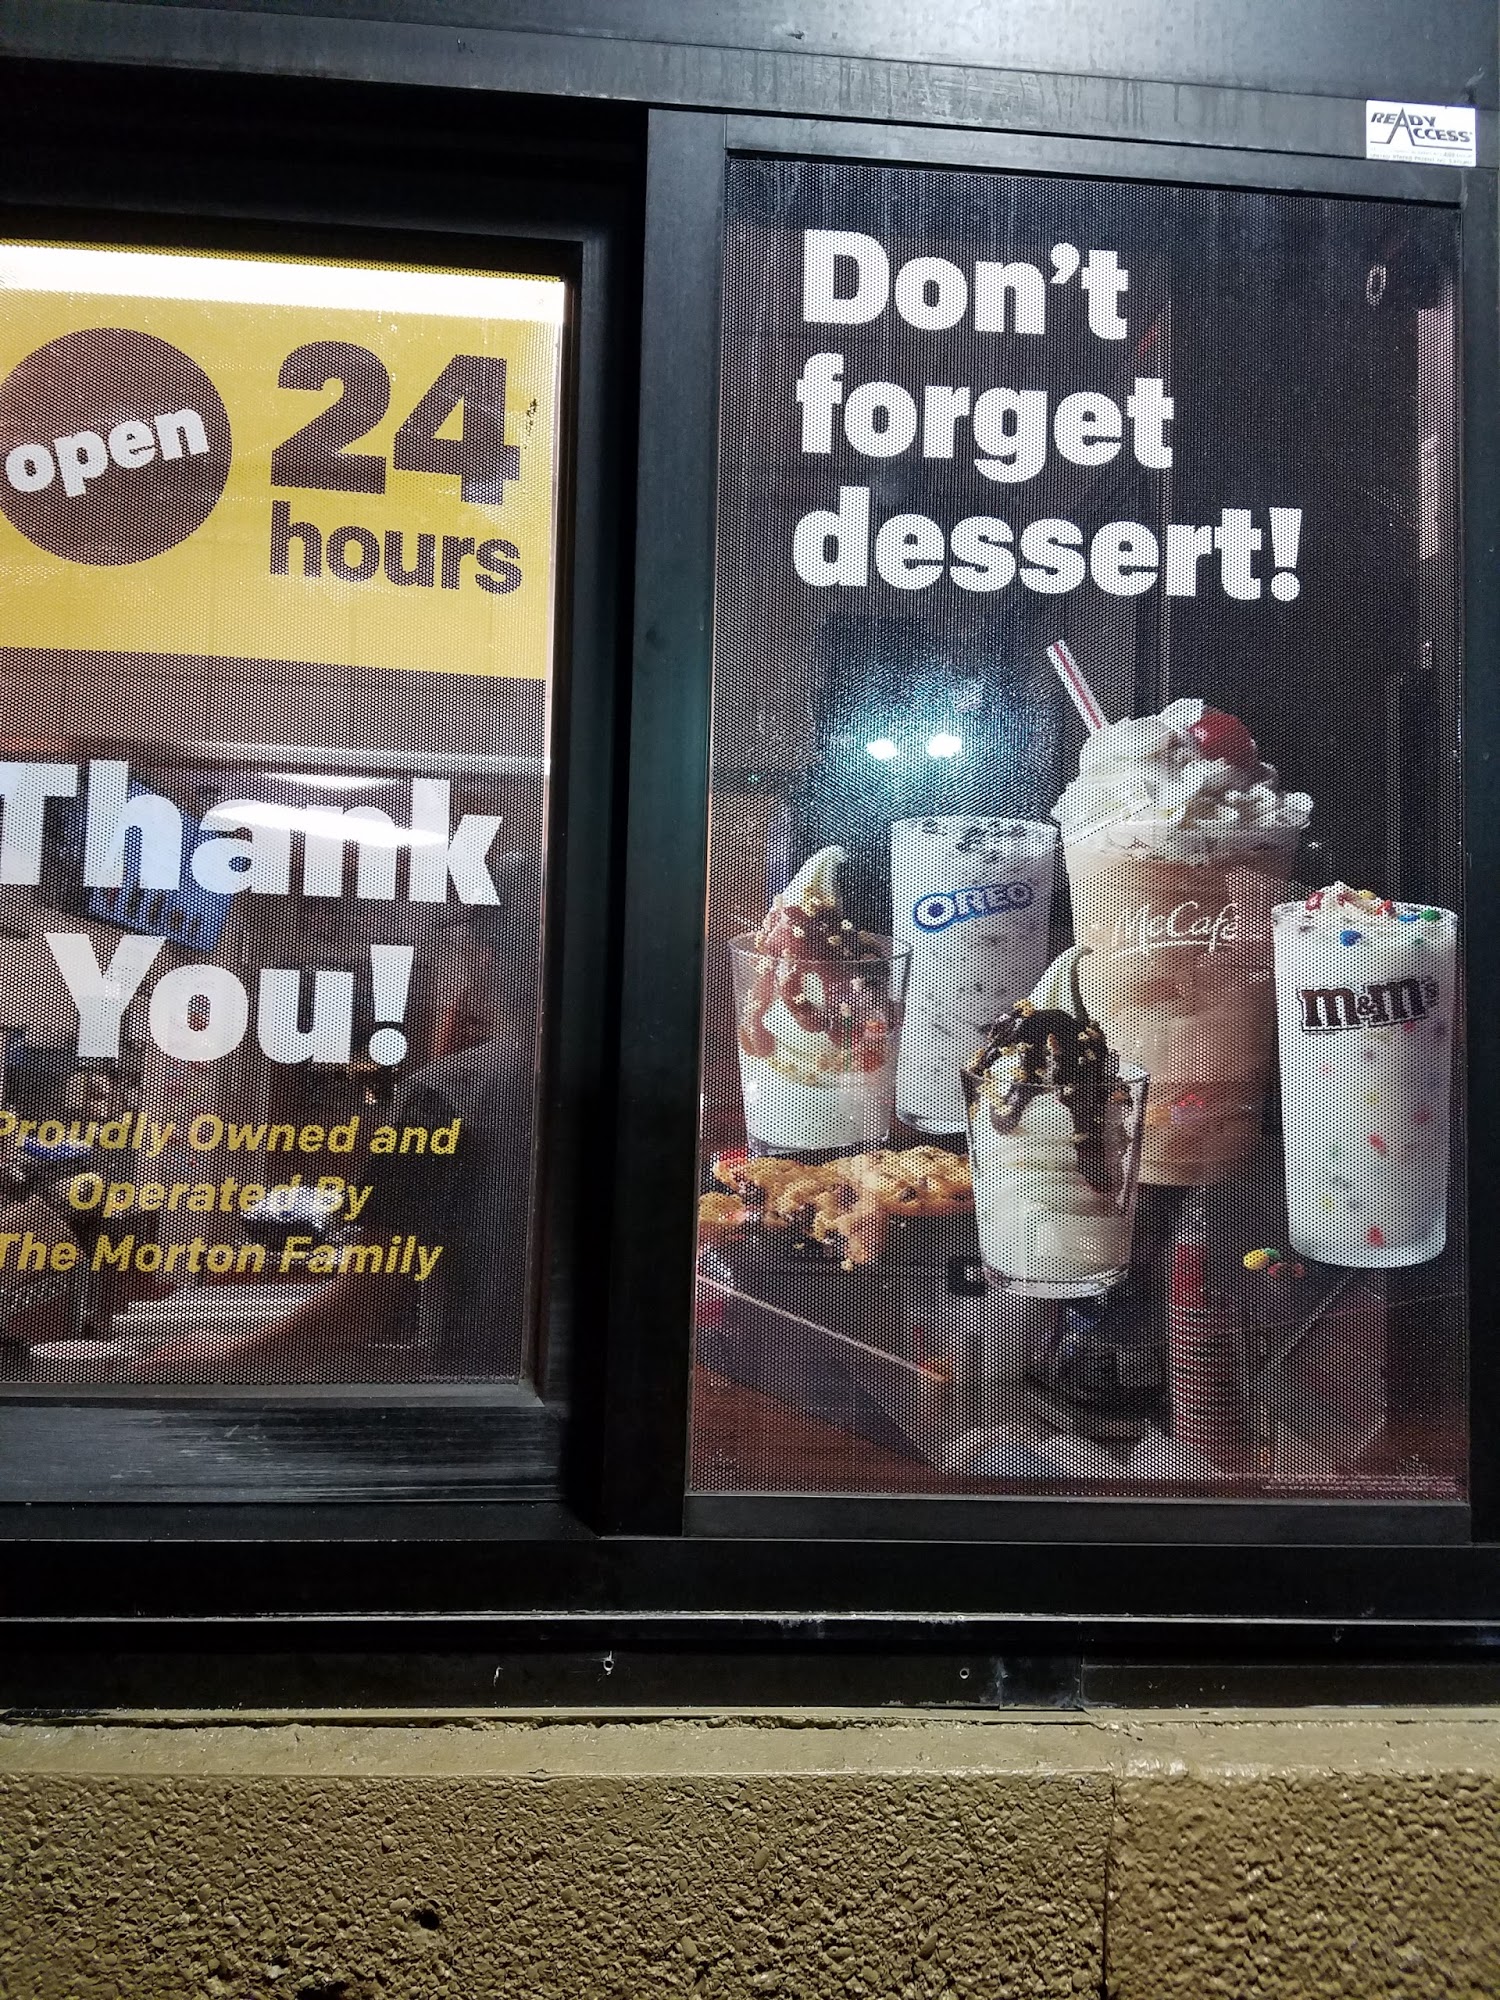 READY
ACCESS
open
24
hours
Thank
You!
Proudly Owned and
Operated By
The Morton Family
Don't
forget
dessert!
OREO
McCafé
m&m's